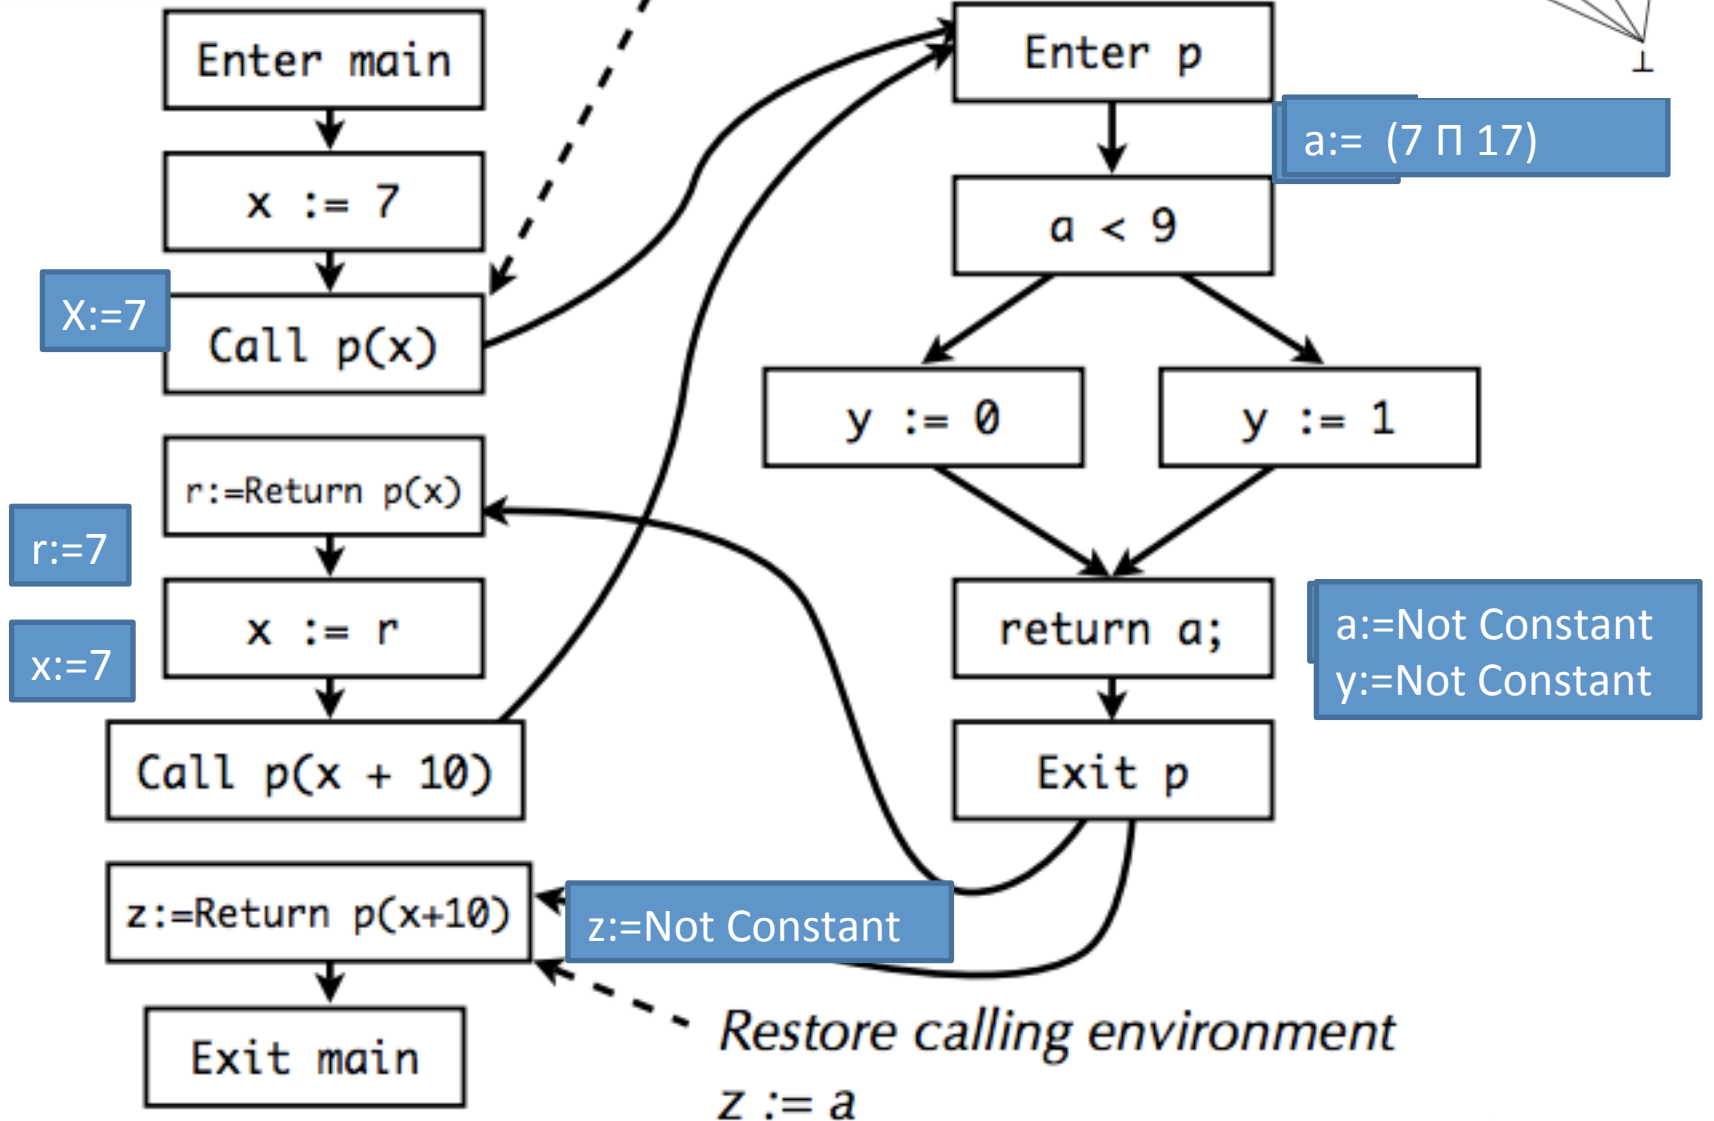 Enter main
x := 7
X:=7
Call p(x)
r:=Return p(x)
r:=7
x := r
x:=7
Call p(x + 10)
z:=Return p(x+10)
Exit main
Enter p
⊥
a:= (7 Π 17)
a < 9
y := 0
y := 1
return a;
a:=Not Constant
y:=Not Constant
Exit p
z:=Not Constant
Restore calling environment
z := a